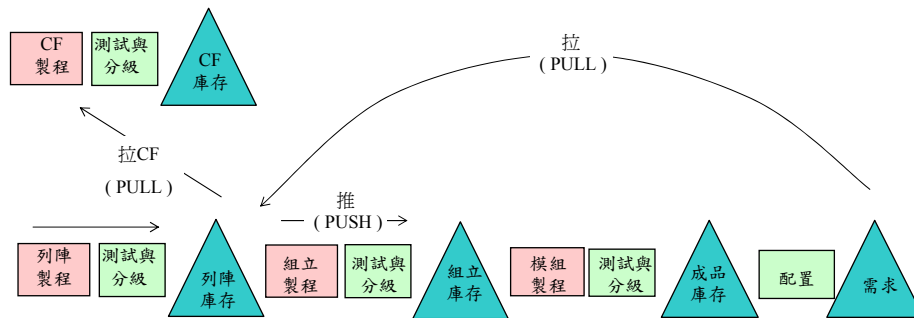 CF
製程
測試與
分級
CF
庫存
拉
( PULL )
拉CF
( PULL )
推
(PUSH )
列陣
製程
測試與
分級
列陣
庫存
組立
製程
測試與
分級
組立
庫存
模組
製程
測試與
分級
成品
庫存
配置
需求